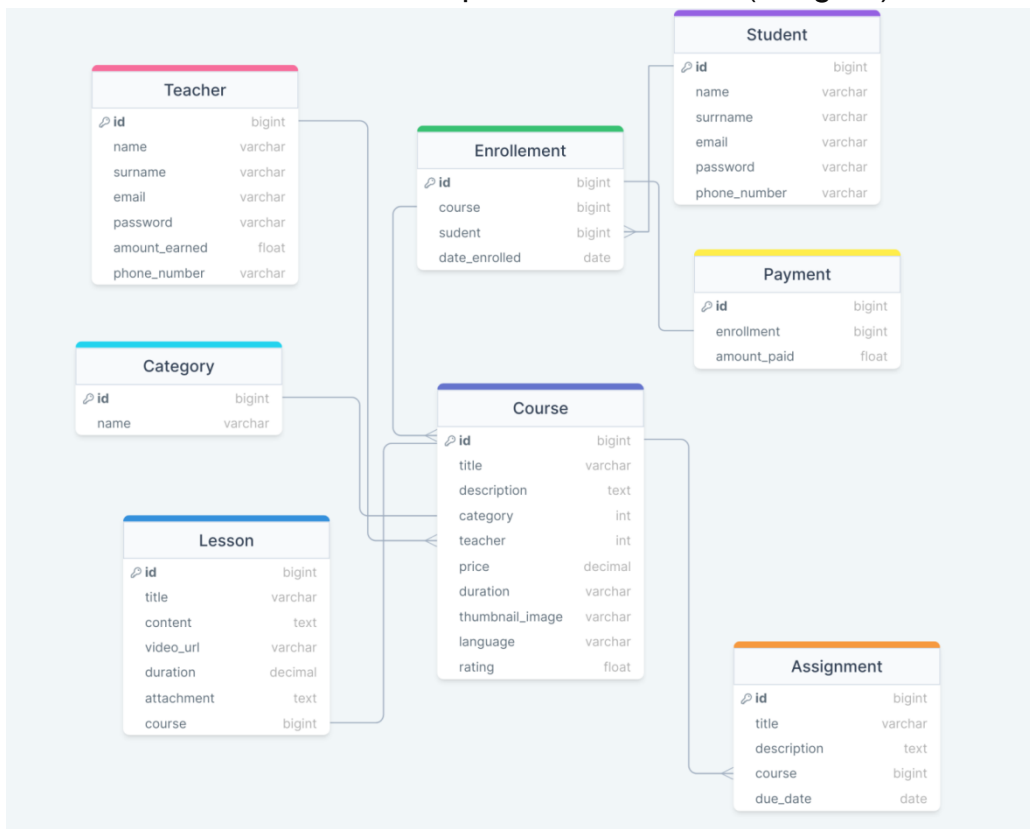 Student
id bigint
name varchar
surrname varchar
email varchar
password varchar
phone_number varchar
Teacher
id bigint
name varchar
surname varchar
email varchar
password varchar
amount_earned float
phone_number varchar
Enrollement
id bigint
course bigint
sudent bigint
date_enrolled date
Payment
id bigint
enrollment bigint
amount_paid float
Category
id bigint
name varchar
Course
id bigint
title varchar
description text
category int
teacher int
price decimal
duration varchar
thumbnail_image varchar
language varchar
rating float
Lesson
id bigint
title varchar
content text
video_url varchar
duration decimal
attachment text
course bigint
Assignment
id bigint
title varchar
description text
course bigint
due_date date